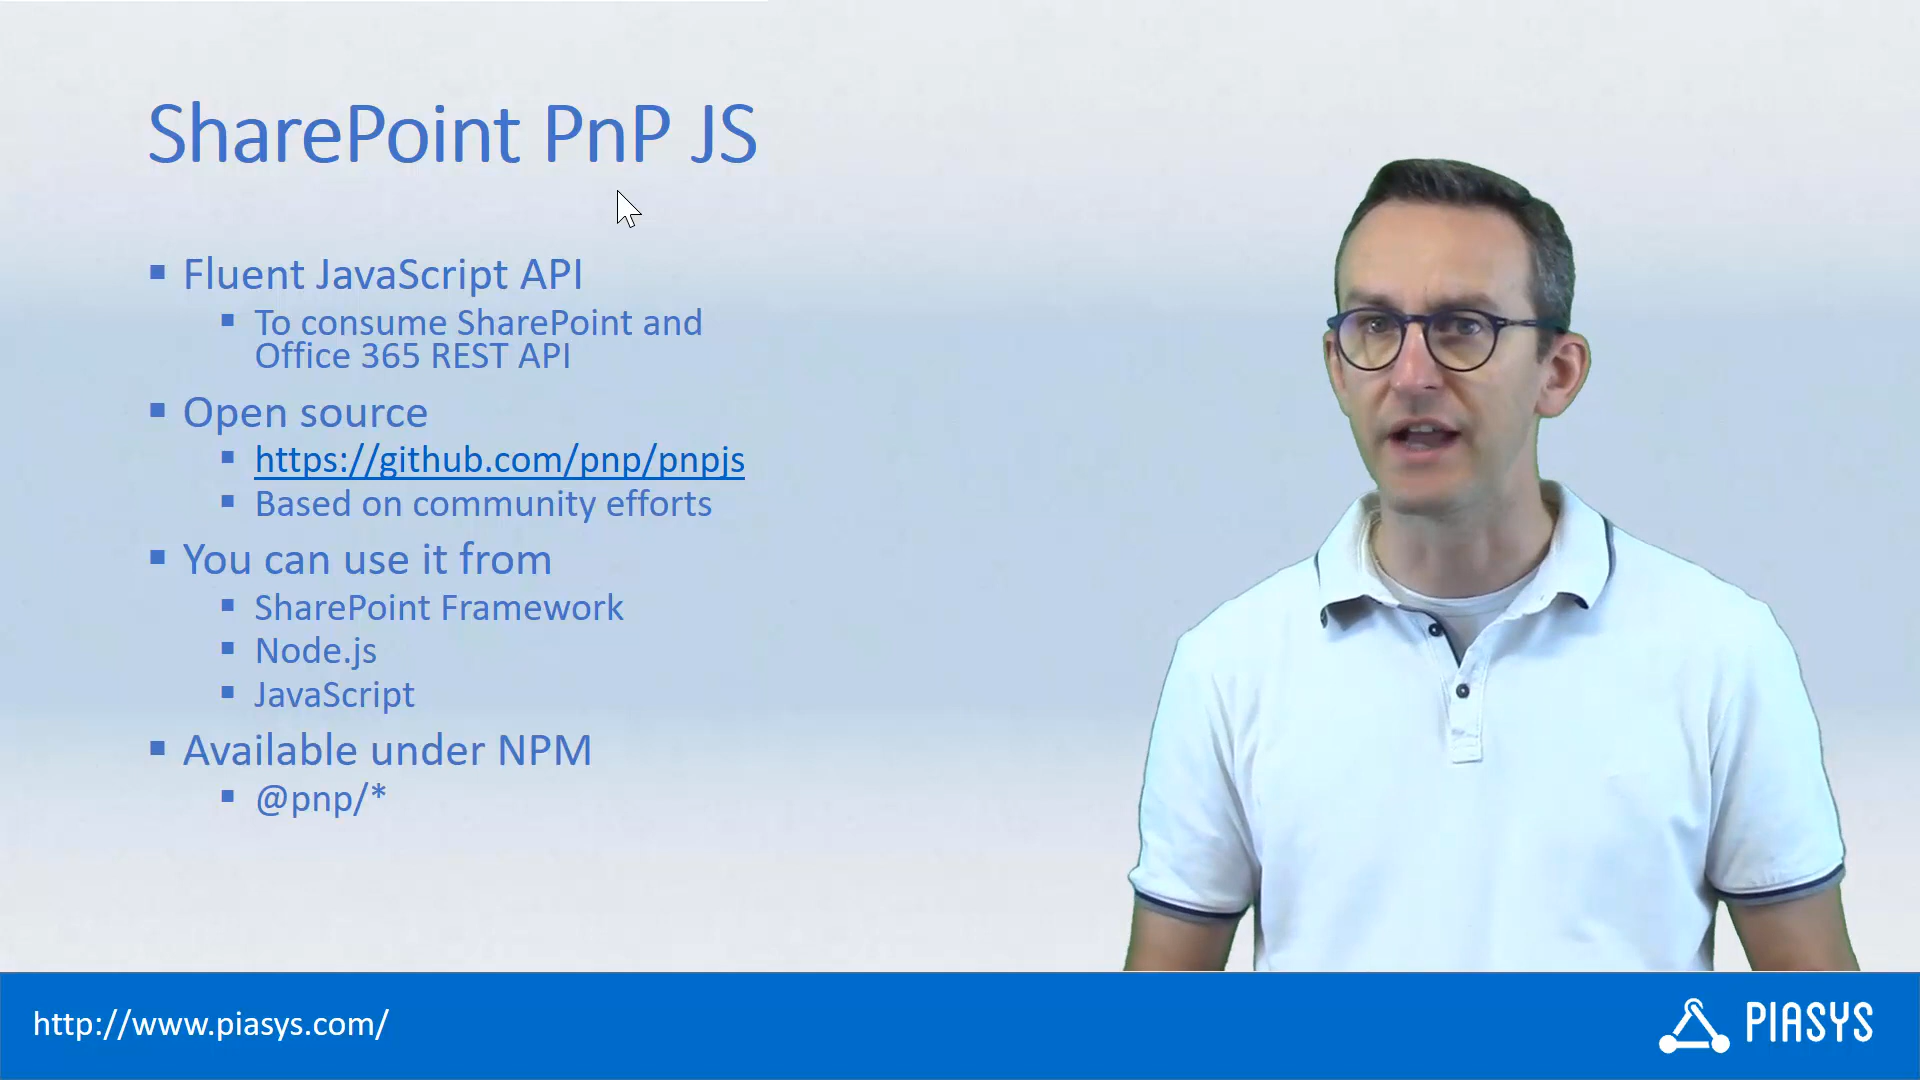 SharePoint PnP JS
Fluent JavaScript API
To consume SharePoint and
Office 365 REST API
Open source
https://github.com/pnp/pnpjs
Based on community efforts
You can use it from
SharePoint Framework
Node.js
JavaScript
Available under NPM
@pnp/*
http://www.piasys.com/
PIASYS